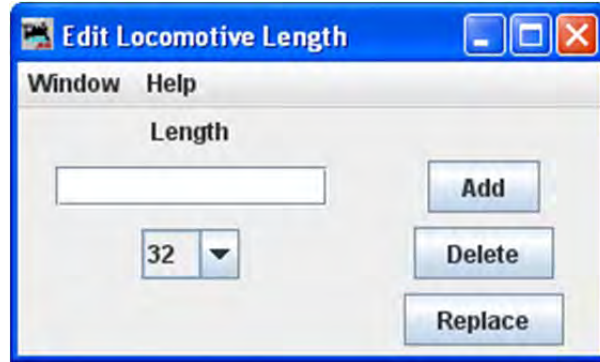 Edit Locomotive Length
Window Help
Length
Add
32 Delete
Replace